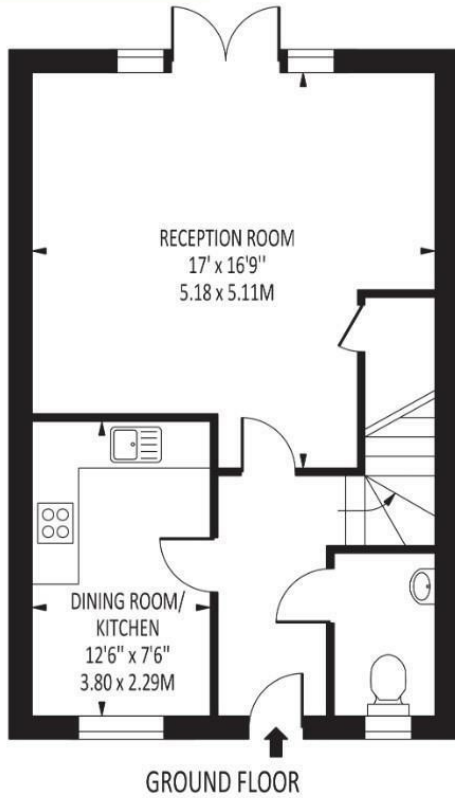 RECEPTION ROOM
17' x 16'9"
5.18 x 5.11M
DINING ROOM/
KITCHEN
12'6" x 7'6"
3.80 x 2.29M
GROUND FLOOR